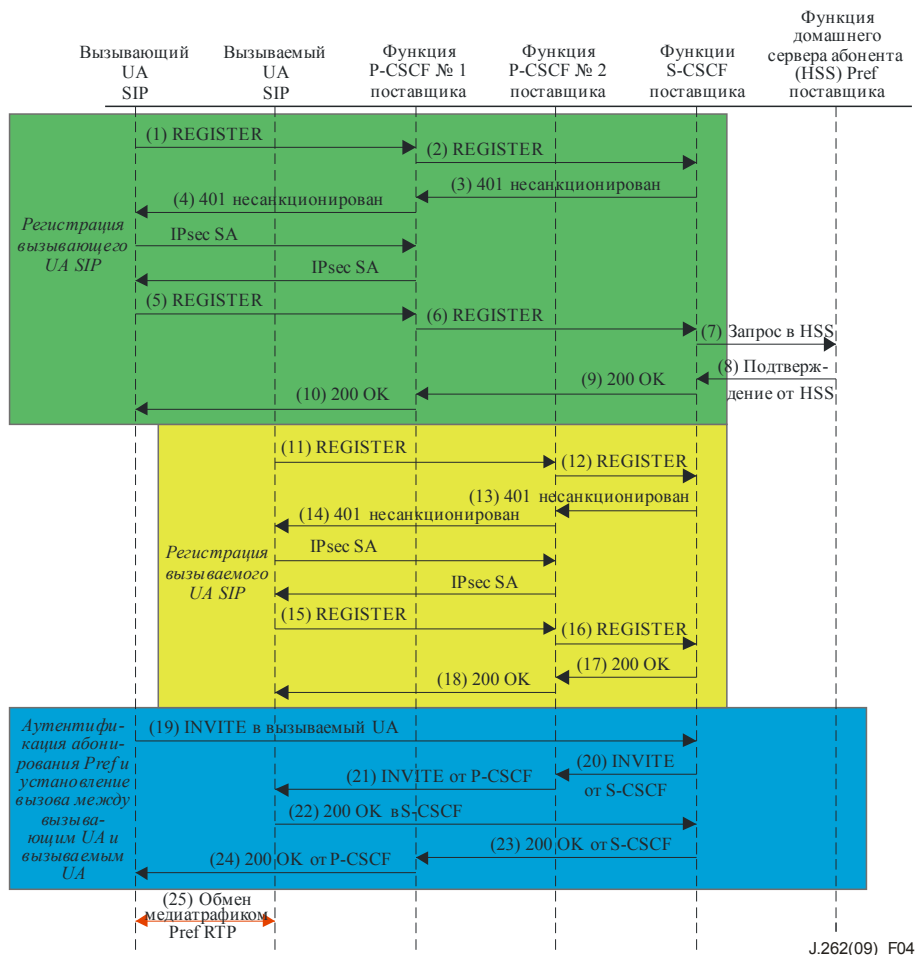 Вызывающий
UA
SIP
Вызываемый
UA
SIP
Функция
P-CSCF № 1
поставщика
Функция
P-CSCF № 2
поставщика
Функции
S-CSCF
поставщика
Функция
домашнего
сервера абонента
(HSS) Pref
поставщика
(1) REGISTER
(2) REGISTER
(3) 401 несанкционирован
(4) 401 несанкционирован
Регистрация
вызывающего
UA SIP
IPsec SA
IPsec SA
(5) REGISTER
(6) REGISTER
(7) Запрос в HSS
(8) Подтверж-
дение от HSS
(9) 200 OK
(10) 200 OK
(11) REGISTER
(12) REGISTER
(13) 401 несанкционирован
(14) 401 несанкционирован
Регистрация
вызываемого
UA SIP
IPsec SA
IPsec SA
(15) REGISTER
(16) REGISTER
(17) 200 OK
(18) 200 OK
Аутентифи-
кация абони-
рования Pref и
установление
вызова между
вызыва-
ющим UA и
вызываемым
UA
(19) INVITE в вызываемый UA
(20) INVITE
от S-CSCF
(21) INVITE от P-CSCF
(22) 200 OK в S-CSCF
(23) 200 OK от S-CSCF
(24) 200 OK от P-CSCF
(25) Обмен
медиатрафиком
Pref RTP
J.262(09)_F04